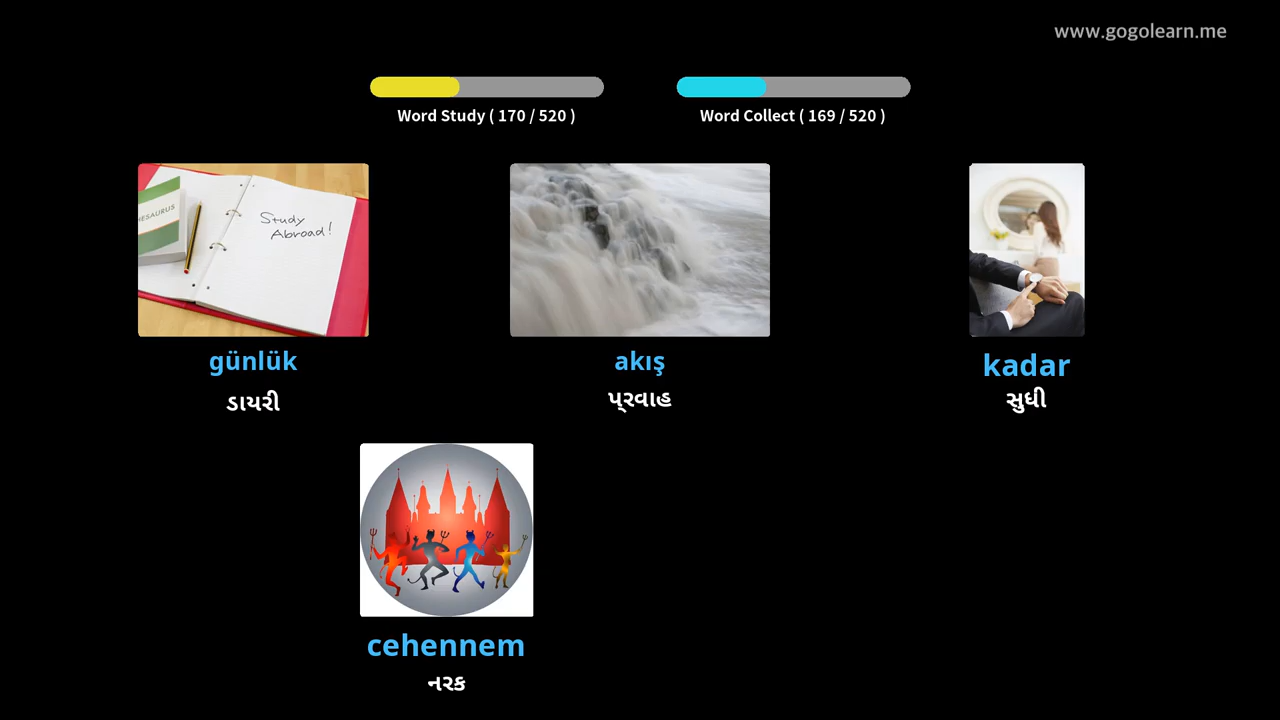 www.gogolearn.me
Word Study ( 170 / 520 )
Word Collect ( 169 / 520 )
HESAURUS
Study
Abroad!
günlük
akış
kadar
ડાયરી
પ્રવાહ
સુધી
cehennem
નરક